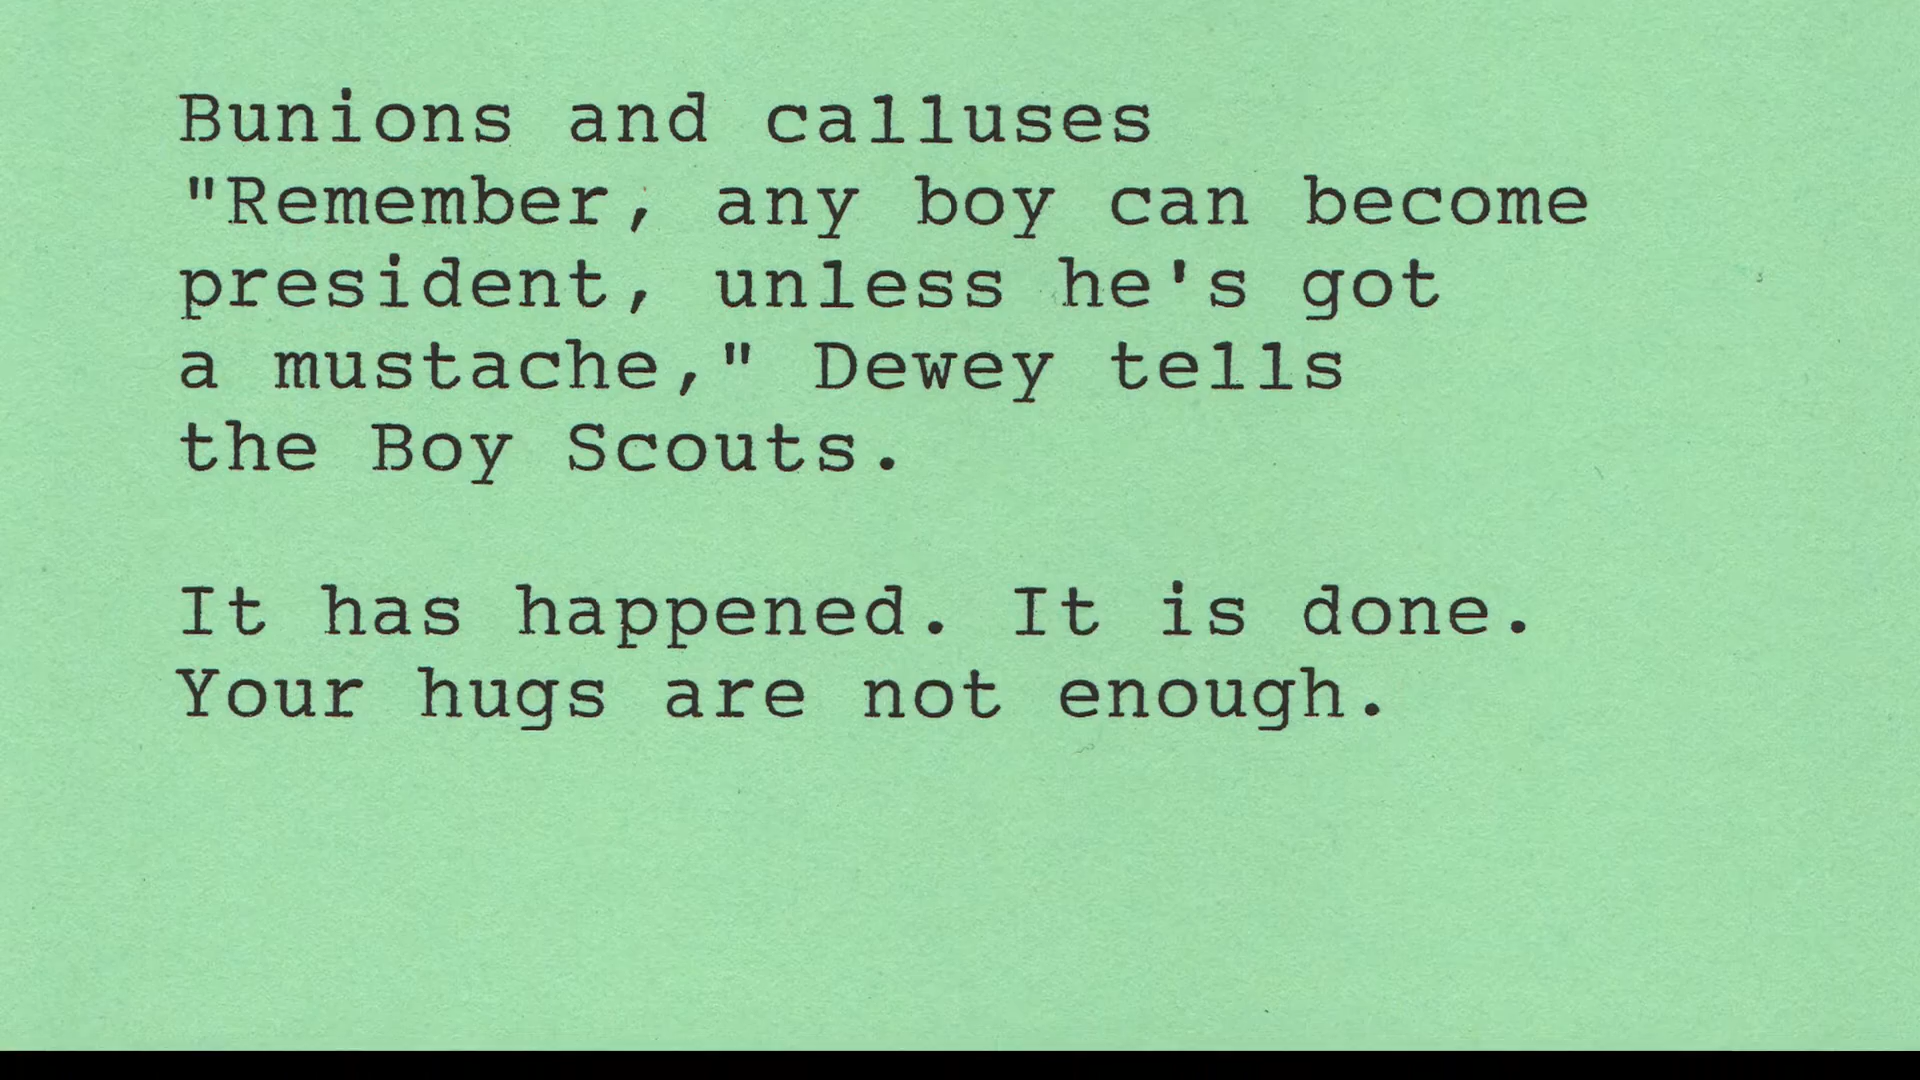 Bunions and calluses
"Remember, any boy can become
president, unless he's got
a mustache," Dewey tells
the Boy Scouts.
It has happened. It is done.
Your hugs are not enough.